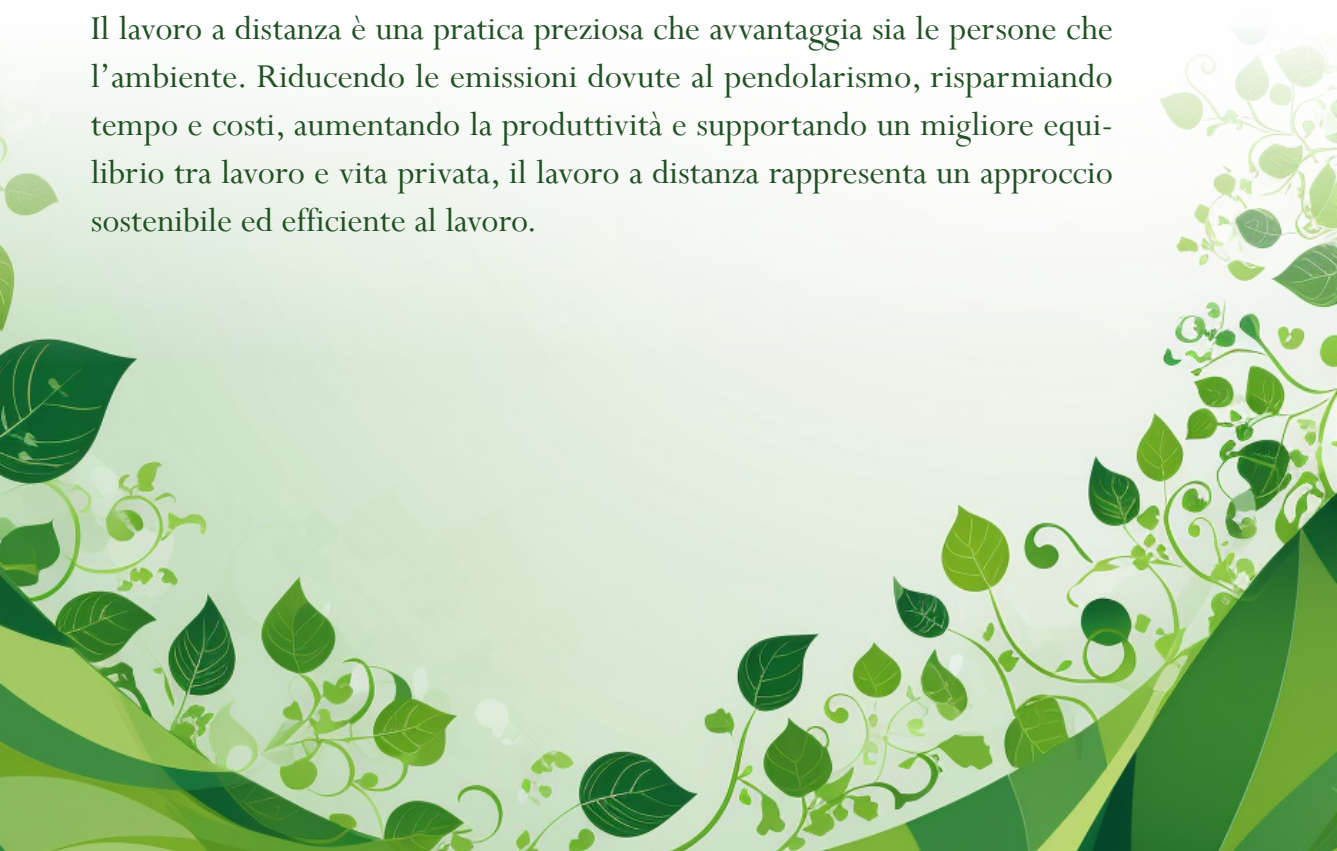 Il lavoro a distanza è una pratica preziosa che avvantaggia sia le persone che
l’ambiente. Riducendo le emissioni dovute al pendolarismo, risparmiando
tempo e costi, aumentando la produttività e supportando un migliore equi-
librio tra lavoro e vita privata, il lavoro a distanza rappresenta un approccio
sostenibile ed efficiente al lavoro.